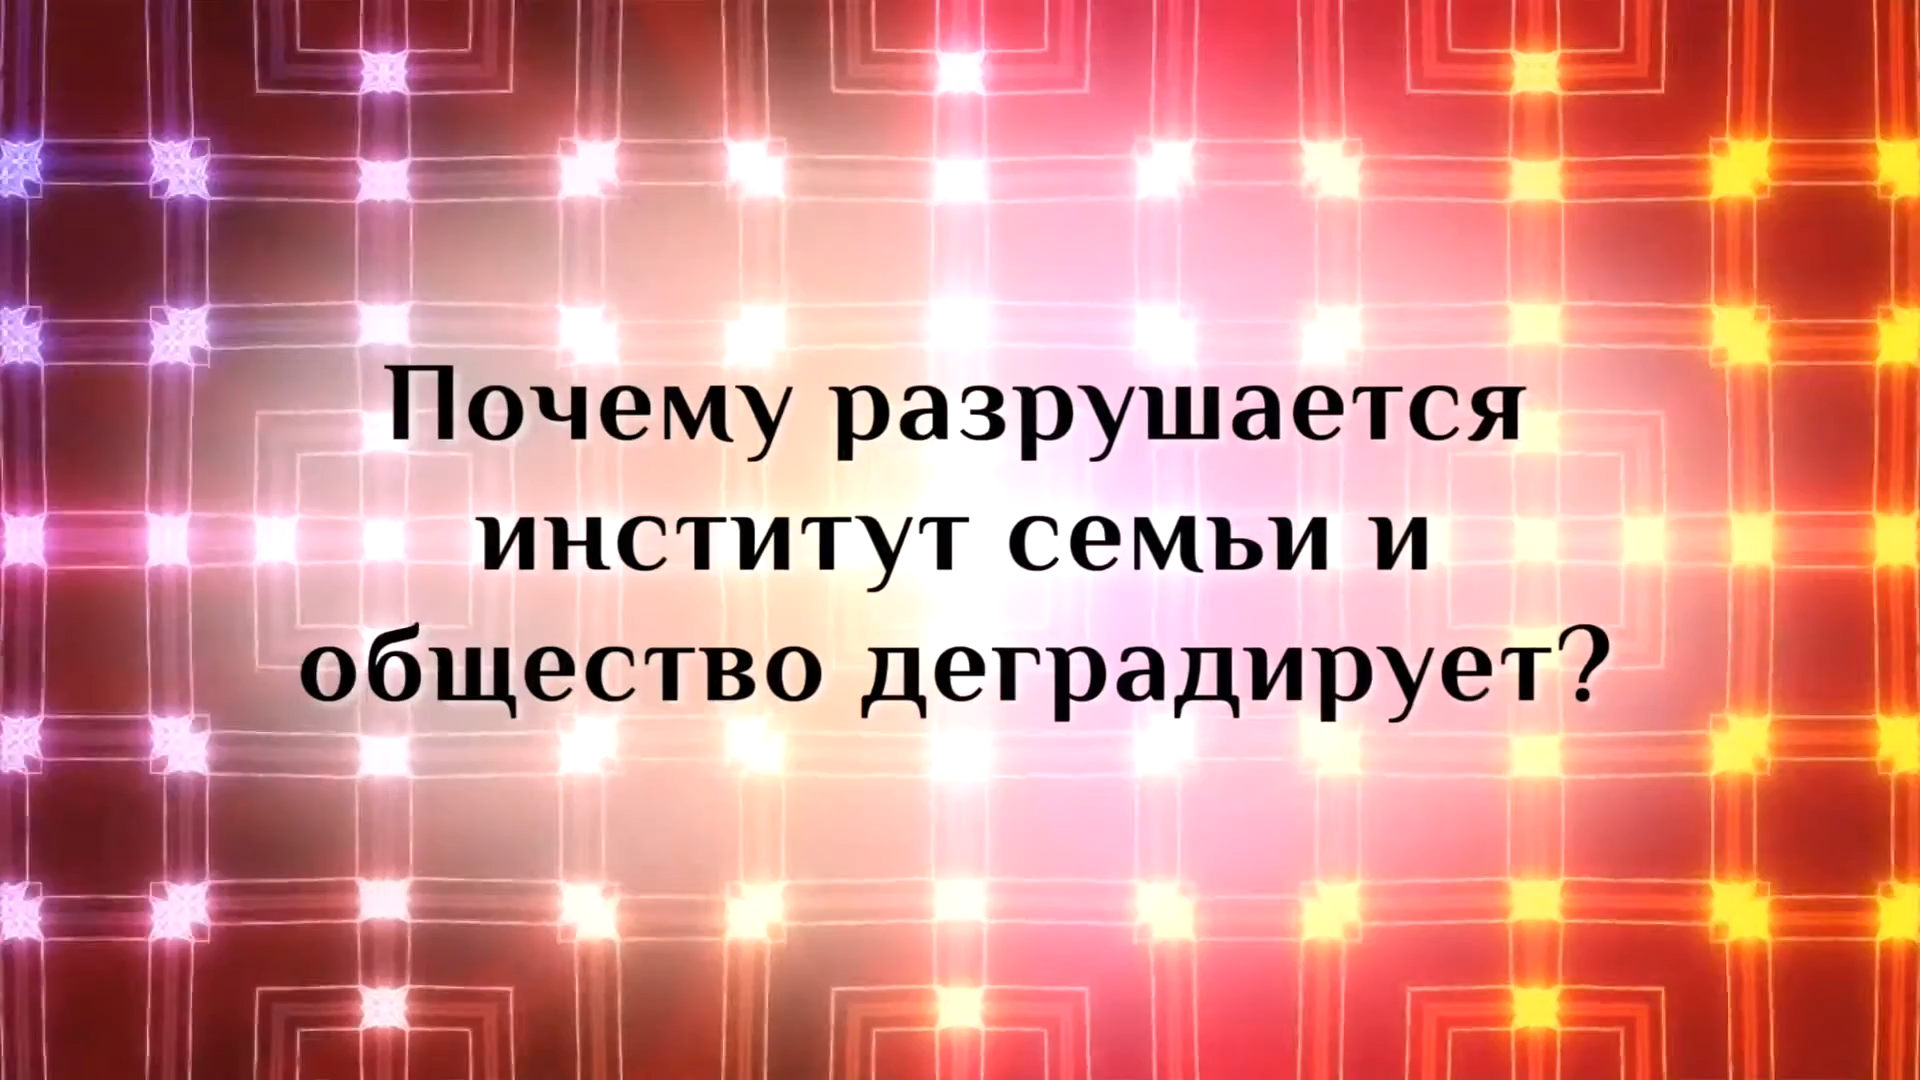 Почему разрушается
институт семьи и
общество деградирует?